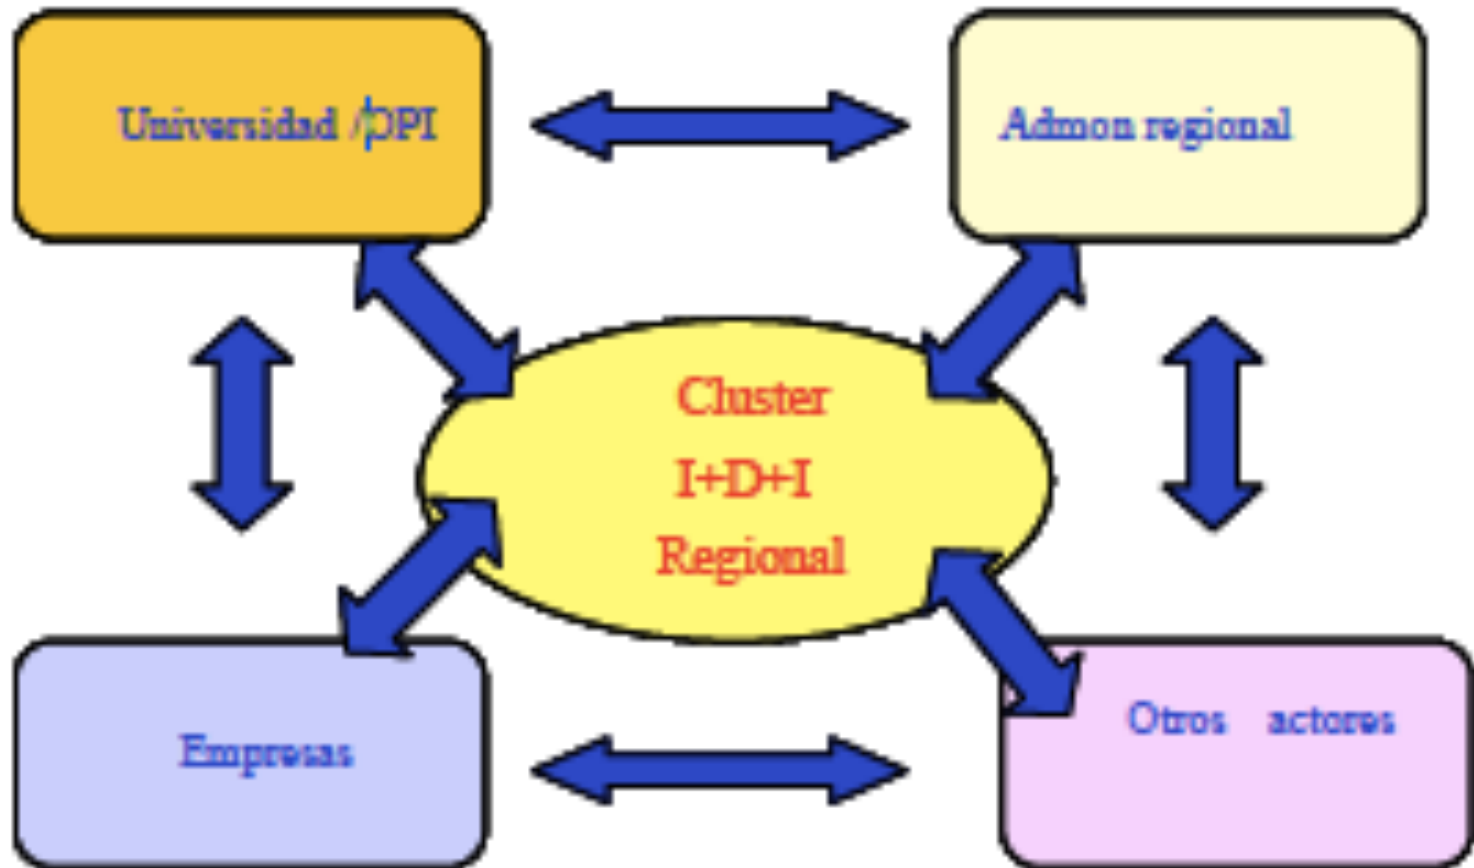 Universidad /OPI
Admon regional
Cluster
I+D+I
Regional
Empresas
Otros actores